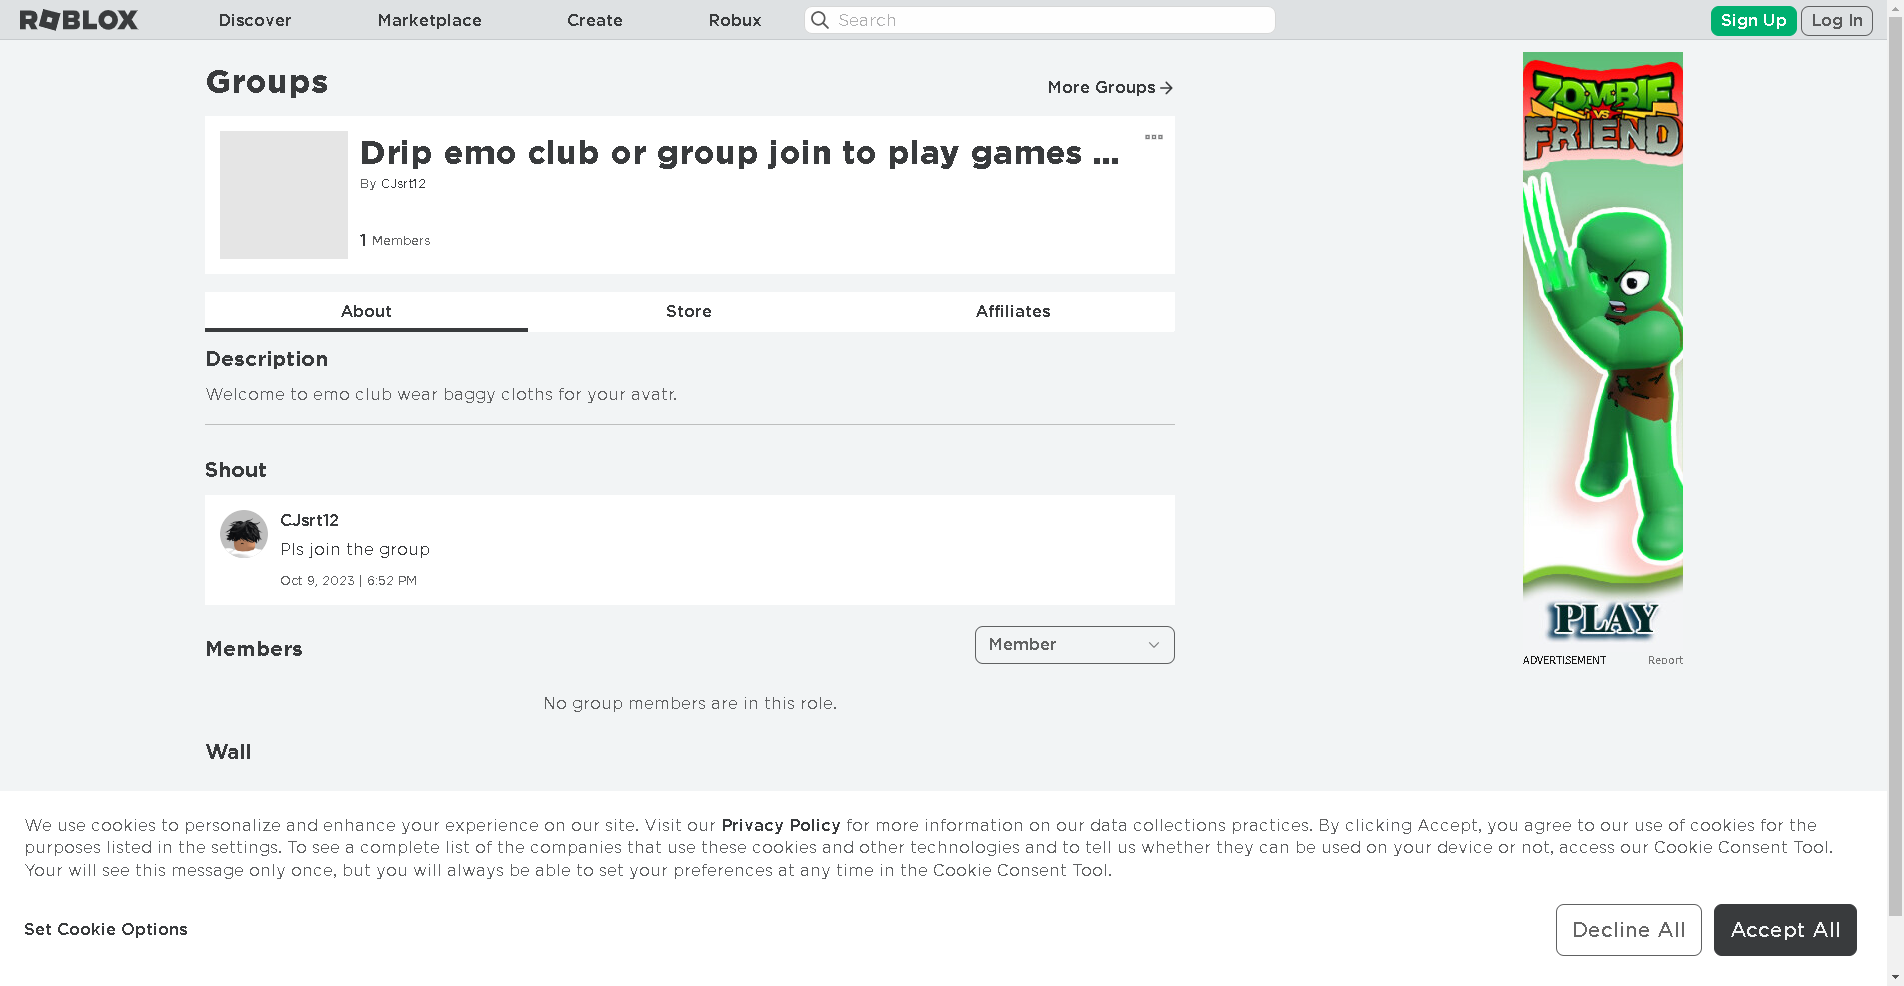 ROBLOX
Discover
Marketplace
Create
Robux
Search
Sign Up
Log In
Groups
More Groups
Drip emo club or group join to play games ...
By CJsrt12
1 Members
About
Store
Affiliates
Description
Welcome to emo club wear baggy cloths for your avatr.
Shout
CJsrt12
Pls join the group
Oct 9, 2023 | 6:52 PM
Members
Member
No group members are in this role.
Wall
ZOMBIE
VS
FRIEND
PLAY
ADVERTISEMENT
Report
We use cookies to personalize and enhance your experience on our site. Visit our Privacy Policy for more information on our data collections practices. By clicking Accept, you agree to our use of cookies for the
purposes listed in the settings. To see a complete list of the companies that use these cookies and other technologies and to tell us whether they can be used on your device or not, access our Cookie Consent Tool.
Your will see this message only once, but you will always be able to set your preferences at any time in the Cookie Consent Tool.
Set Cookie Options
Decline All
Accept All